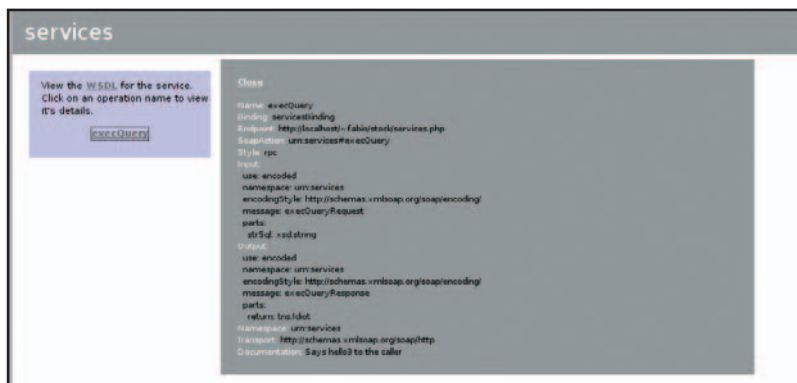 services
View the WSDL for the service.
Click on an operation name to view
it's details.
execQuery
Close
Name: execQuery
Binding: servicesBinding
Endpoint: http://localhost/~fabio/stock/services.php
SoapAction: urn:services#execQuery
Style: rpc
Input:
use: encoded
namespace: urn:services
encodingStyle: http://schemas.xmlsoap.org/soap/encoding/
message: execQueryRequest
parts:
strSql: xsd:string
Output:
use: encoded
namespace: urn:services
encodingStyle: http://schemas.xmlsoap.org/soap/encoding/
message: execQueryResponse
parts:
return:
Namespace: urn:services
Transport: http://schemas.xmlsoap.org/soap/http
Documentation: Says hello3 to the caller